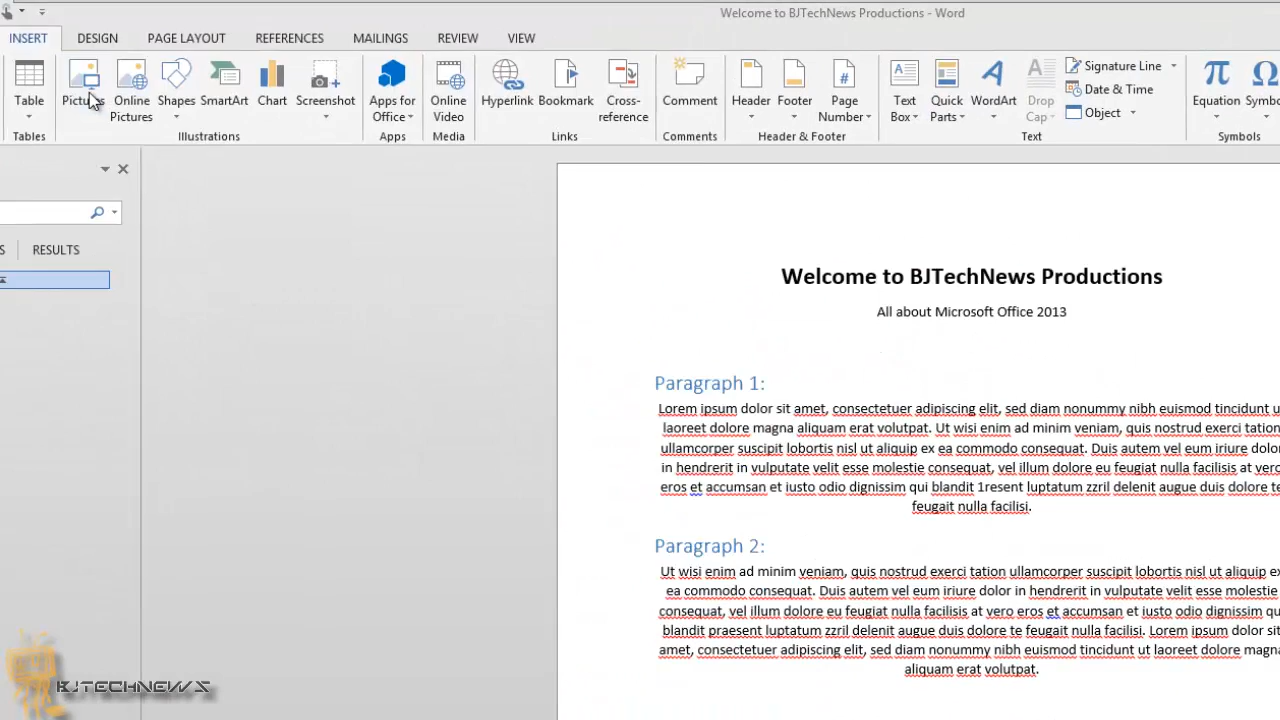 Welcome to BJTechNews Productions - Word
INSERT DESIGN PAGE LAYOUT REFERENCES MAILINGS REVIEW VIEW
Table Pictures Online Pictures Shapes SmartArt Chart Screenshot Apps for Office Online Video Hyperlink Bookmark Cross-reference Comment Header Footer Page Number Text Box Quick Parts WordArt Drop Cap Signature Line Date & Time Object Equation
Tables Illustrations Apps Media Links Comments Header & Footer Text Symbols
RESULTS
Welcome to BJTechNews Productions
All about Microsoft Office 2013
Paragraph 1:
Lorem ipsum dolor sit amet, consectetuer adipiscing elit, sed diam nonummy nibh euismod tincidunt
laoreet dolore magna aliquam erat volutpat. Ut wisi enim ad minim veniam, quis nostrud exerci tation
ullamcorper suscipit lobortis nisl ut aliquip ex ea commodo consequat. Duis autem vel eum iriure
in hendrerit in vulputate velit esse molestie consequat, vel illum dolore eu feugiat nulla facilisis at vero
eros et accumsan et iusto odio dignissim qui blandit 1resent luptatum zzril delenit augue duis dolore
feugait nulla facilisi.
Paragraph 2:
Ut wisi enim ad minim veniam, quis nostrud exerci tation ullamcorper suscipit lobortis nisl ut aliquip
ea commodo consequat. Duis autem vel eum iriure dolor in hendrerit in vulputate velit esse molestie
consequat, vel illum dolore eu feugiat nulla facilisis at vero eros et accumsan et iusto odio dignissim
blandit praesent luptatum zzril delenit augue duis dolore te feugait nulla facilisi. Lorem ipsum dolor
amet, consectetuer adipiscing elit, sed diam nonummy nibh euismod tincidunt ut laoreet dolore
aliquam erat volutpat.
BJTECHNEWS